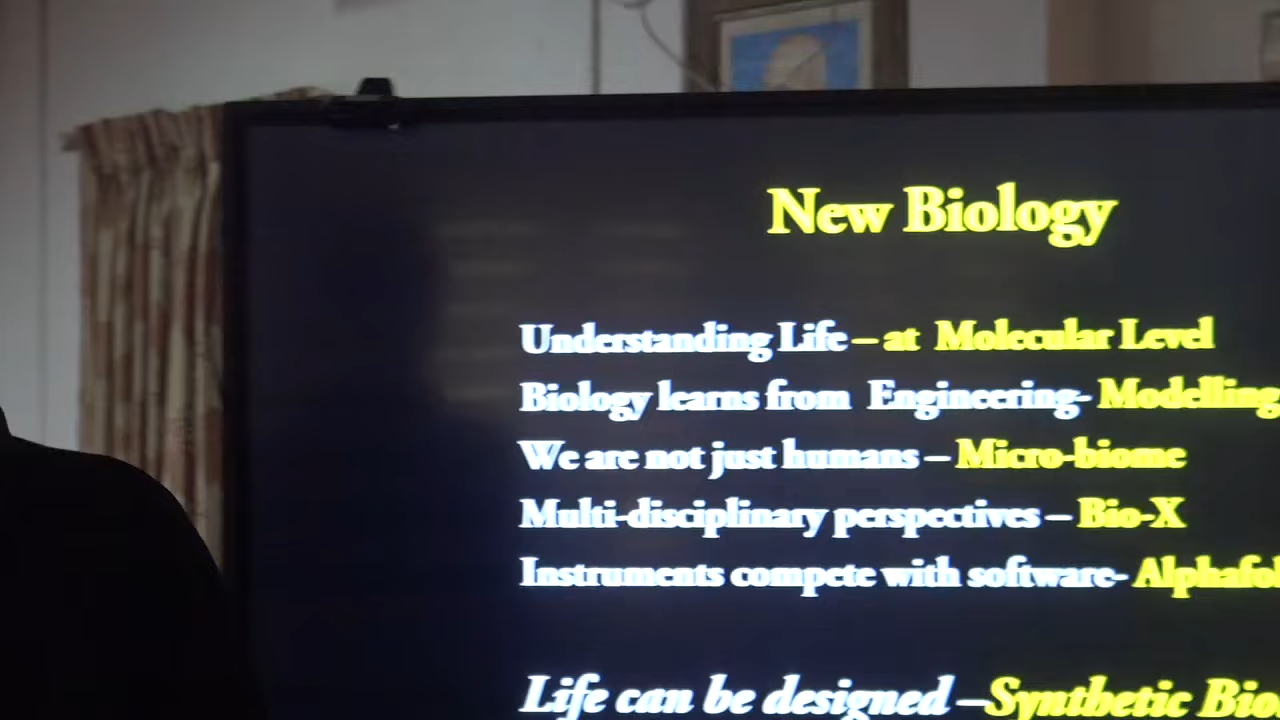 New Biology
Understanding Life – at Molecular Level
Biology learns from Engineering- Modelling
We are not just humans – Micro-biome
Multi-disciplinary perspectives – Bio-X
Instruments compete with software- Alphafol
Life can be designed –Synthetic Bio